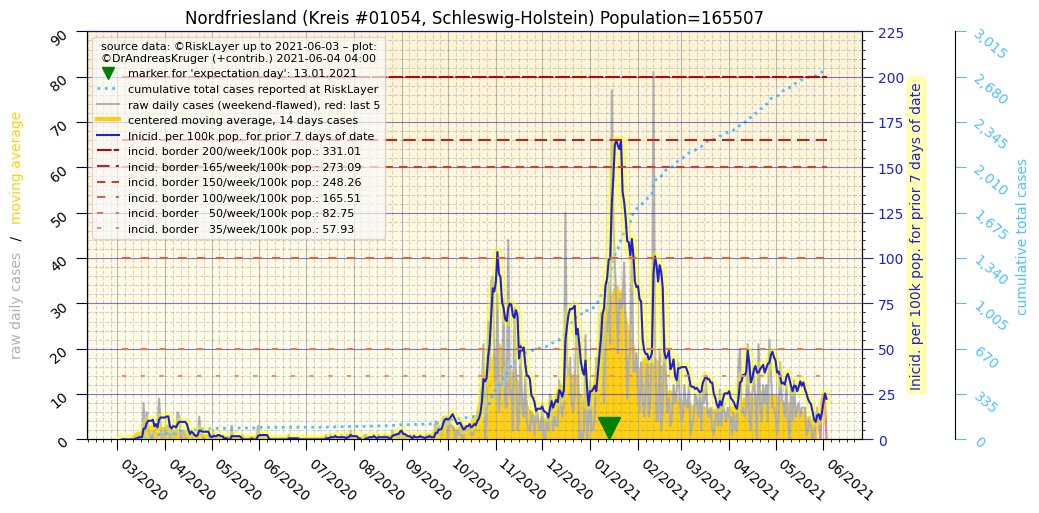 Nordfriesland (Kreis #01054, Schleswig-Holstein) Population=165507
source data: ©RiskLayer up to 2021-06-03 – plot:
©DrAndreasKruger (+contrib.) 2021-06-04 04:00
marker for 'expectation day': 13.01.2021
cumulative total cases reported at RiskLayer
raw daily cases (weekend-flawed), red: last 5
centered moving average, 14 days cases
Inicid. per 100k pop. for prior 7 days of date
incid. border 200/week/100k pop.: 331.01
incid. border 165/week/100k pop.: 273.09
incid. border 150/week/100k pop.: 248.26
incid. border 100/week/100k pop.: 165.51
incid. border 50/week/100k pop.: 82.75
incid. border 35/week/100k pop.: 57.93
raw daily cases / moving average
90
80
70
60
50
40
30
20
10
0
225
200
175
150
125
100
75
50
25
0
Inicid. per 100k pop. for prior 7 days of date
3,015
2,680
2,345
2,010
1,675
1,340
1,005
670
335
0
cumulative total cases
03/2020
04/2020
05/2020
06/2020
07/2020
08/2020
09/2020
10/2020
11/2020
12/2020
01/2021
02/2021
03/2021
04/2021
05/2021
06/2021